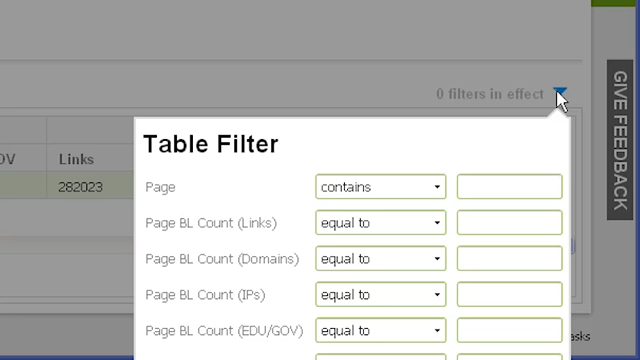 0 filters in effect
GIVE FEEDBACK
OV
Links
282023
Table Filter
Page
contains
Page BL Count (Links)
equal to
Page BL Count (Domains)
equal to
Page BL Count (IPs)
equal to
Page BL Count (EDU/GOV)
equal to
asks